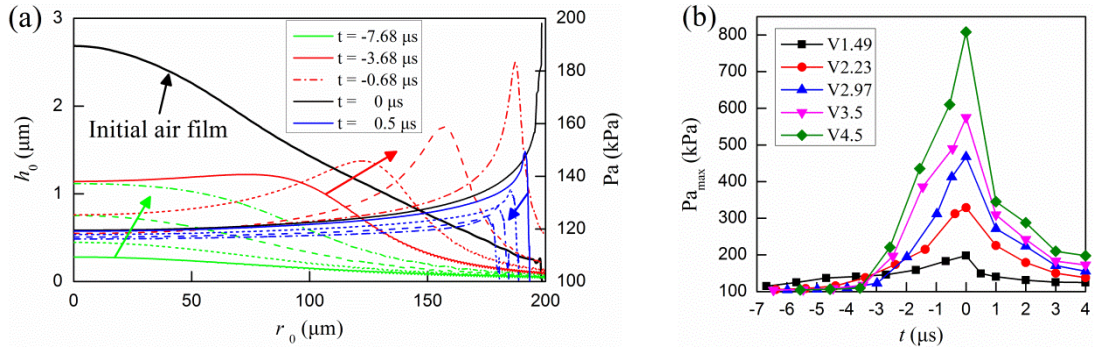 (a)
3
2
1
0
h₀ (μm)
Initial air film
t = -7.68 μs
t = -3.68 μs
t = -0.68 μs
t = 0 μs
t = 0.5 μs
200
180
160
140
120
100
Pa (kPa)
0 50 100 150 200
r₀ (μm)
(b)
800
700
600
500
400
300
200
100
Paₘₐₓ (kPa)
V1.49
V2.23
V2.97
V3.5
V4.5
-7 -6 -5 -4 -3 -2 -1 0 1 2 3 4
t (μs)